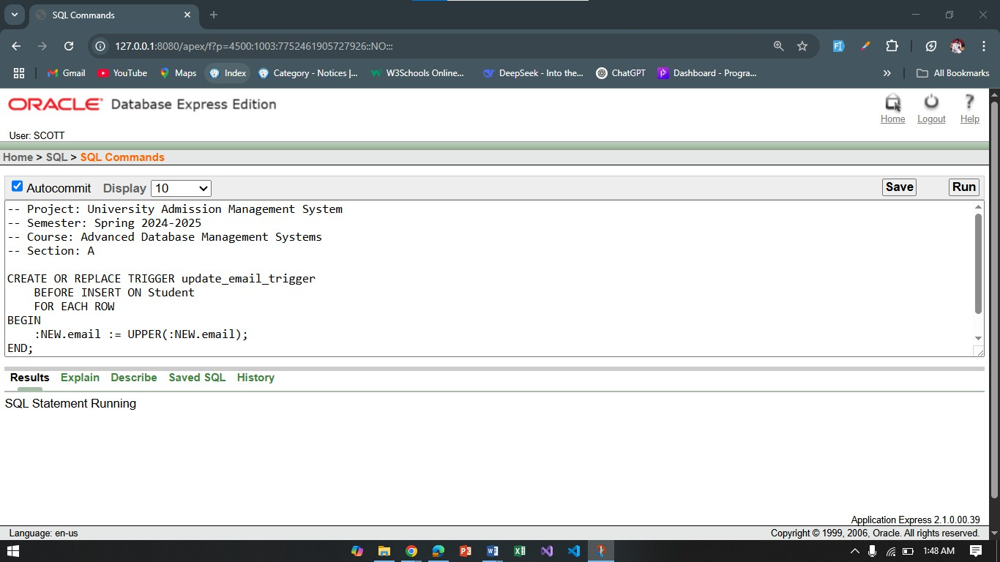 SQL Commands
127.0.0.1:8080/apex/f?p=4500:1003:7752461905727926::NO:::
Gmail YouTube Maps Index Category - Notices |... W3Schools Online... DeepSeek - Into the... ChatGPT Dashboard - Progra... » All Bookmarks
ORACLE Database Express Edition
Home Logout Help
User: SCOTT
Home > SQL > SQL Commands
Autocommit Display 10 Save Run
-- Project: University Admission Management System
-- Semester: Spring 2024-2025
-- Course: Advanced Database Management Systems
-- Section: A
CREATE OR REPLACE TRIGGER update_email_trigger
BEFORE INSERT ON Student
FOR EACH ROW
BEGIN
:NEW.email := UPPER(:NEW.email);
END;
Results Explain Describe Saved SQL History
SQL Statement Running
Application Express 2.1.0.00.39
Language: en-us Copyright © 1999, 2006, Oracle. All rights reserved.
1:48 AM